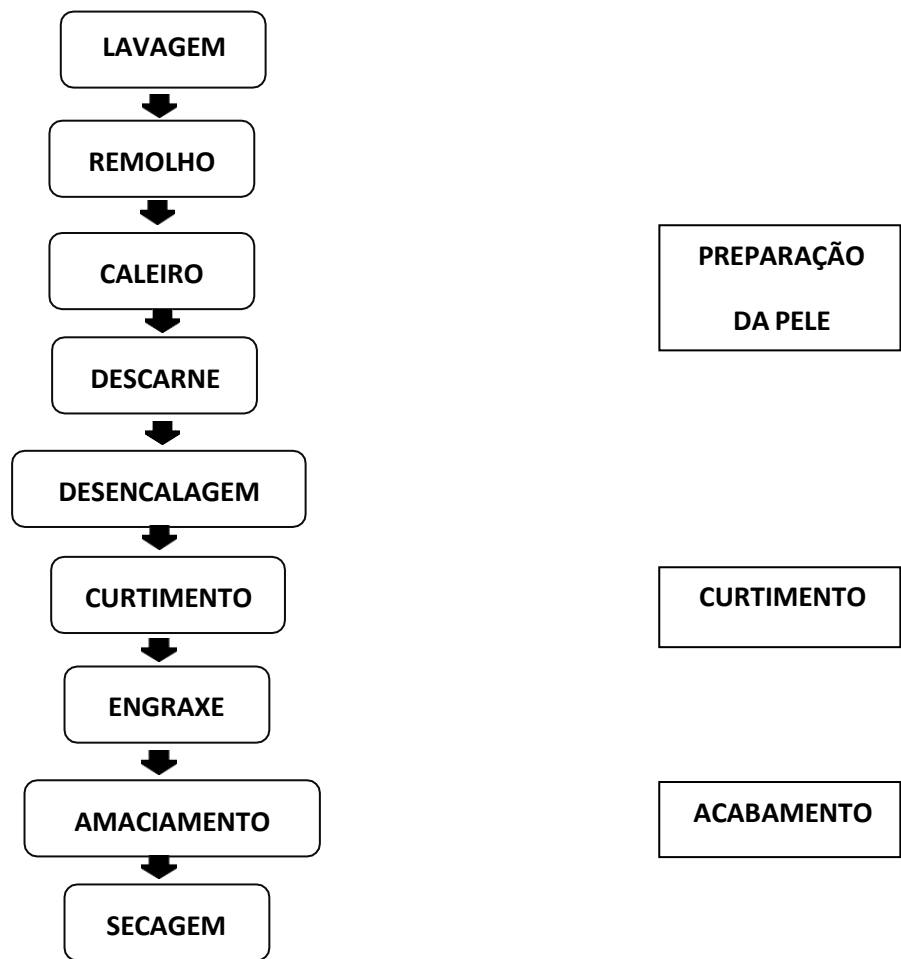 LAVAGEM
REMOLHO
CALEIRO
DESCARNE
DESENCALAGEM
CURTIMENTO
ENGRAXE
AMACIAMENTO
SECAGEM
PREPARAÇÃO
DA PELE
CURTIMENTO
ACABAMENTO